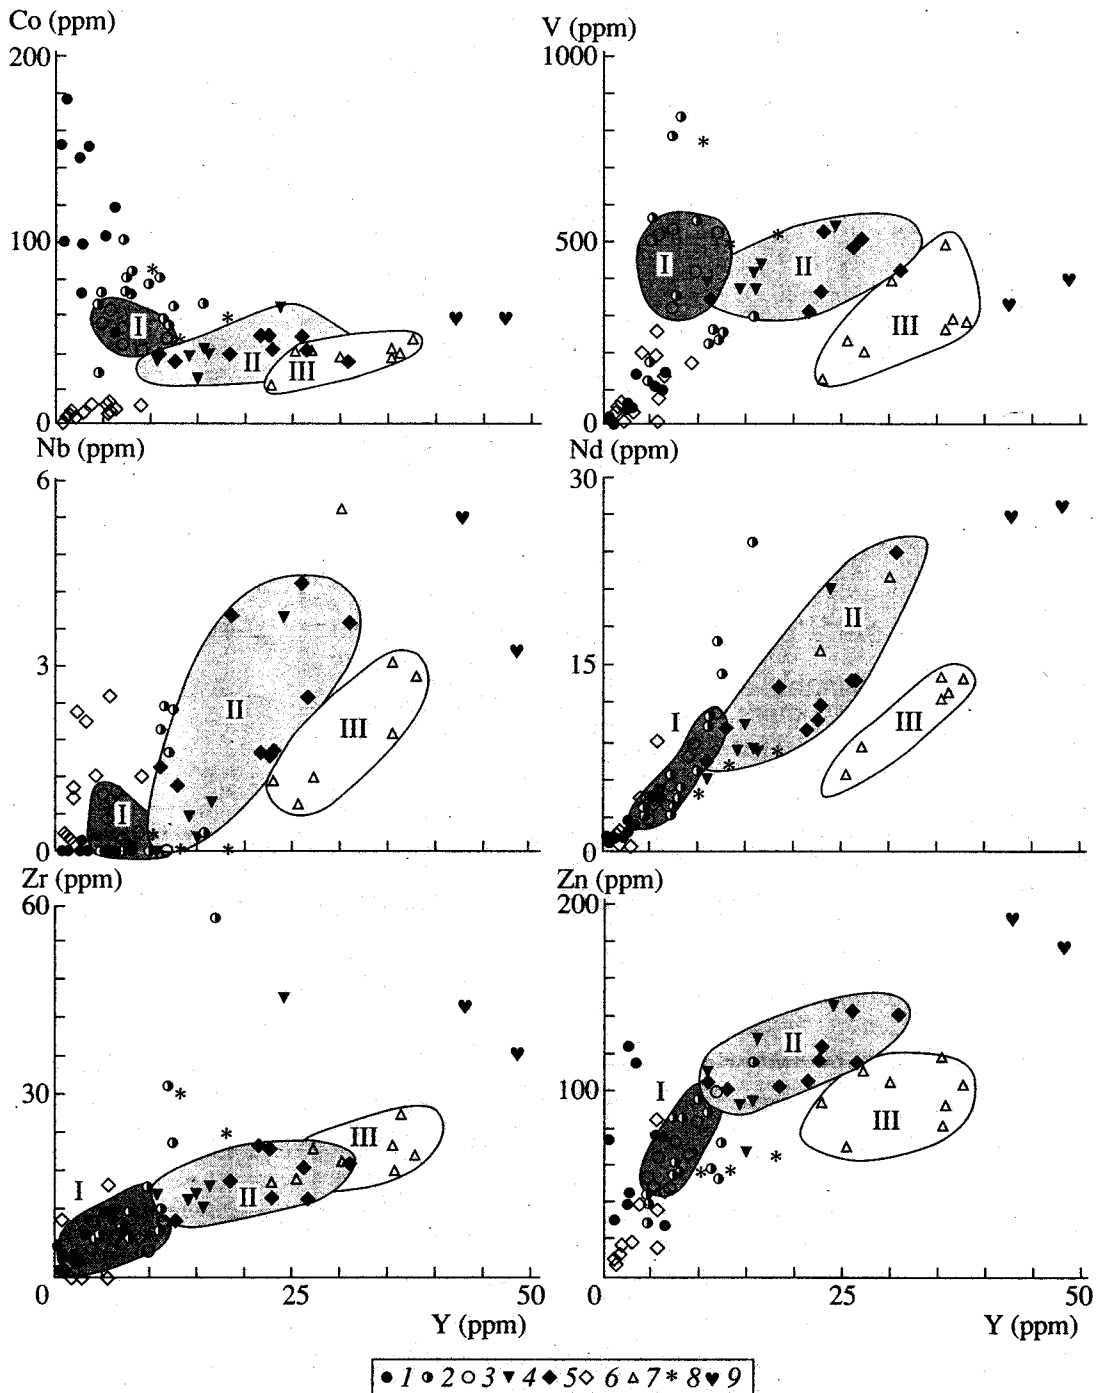 Co (ppm)
V (ppm)
200
1000
100
500
I
II
III
I
II
III
0
0
Nb (ppm)
Nd (ppm)
6
30
3
15
I
II
III
I
II
III
0
0
Zr (ppm)
Zn (ppm)
60
200
30
100
I
II
III
I
II
III
0
25
50
0
25
50
Y (ppm)
Y (ppm)
1 2 3 4 5 6 7 8 9